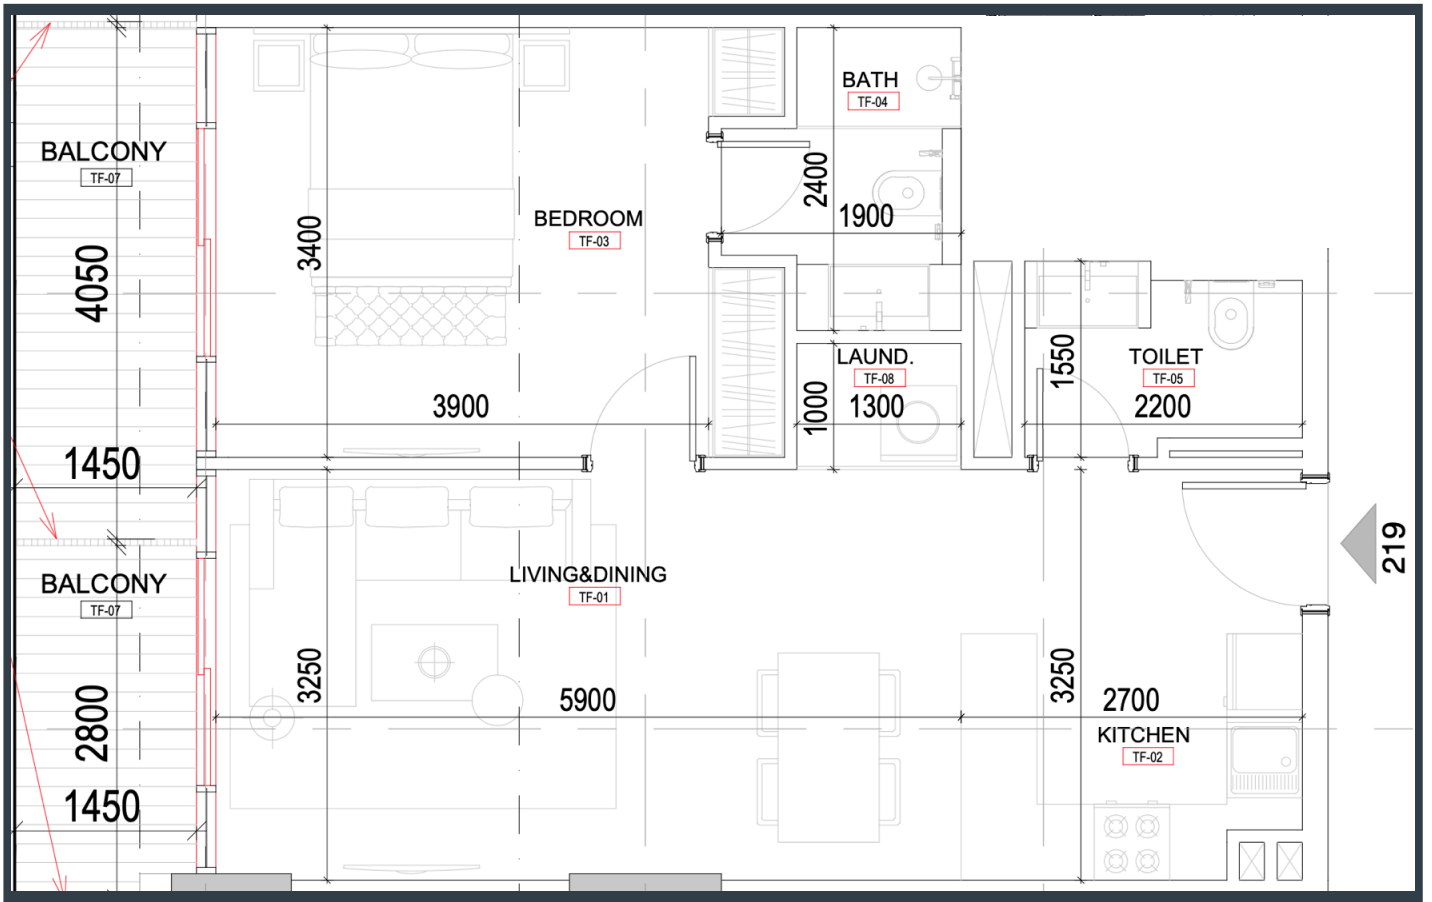 BALCONY
TF-07
4050
1450
BALCONY
TF-07
2800
1450
3400
BEDROOM
TF-03
3900
BATH
TF-04
2400
1900
LAUND.
TF-08
1000
1300
TOILET
TF-05
1550
2200
LIVING&DINING
TF-01
3250
5900
3250
2700
KITCHEN
TF-02
219